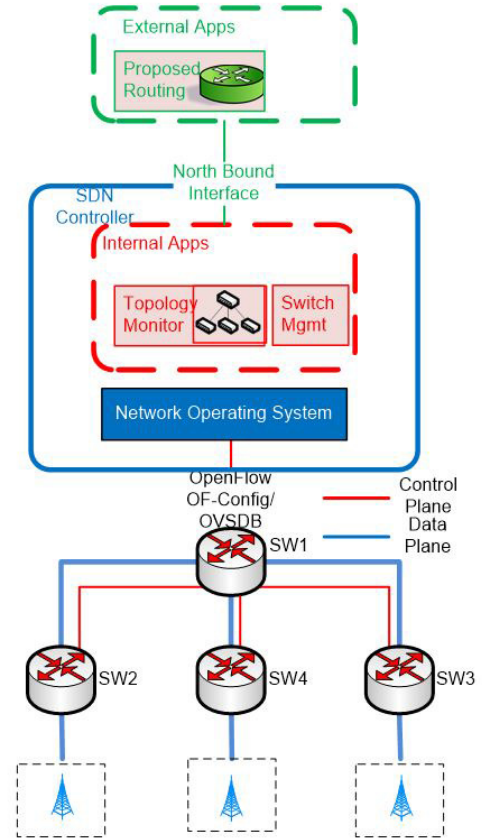 External Apps
Proposed
Routing
North Bound
Interface
SDN
Controller
Internal Apps
Topology
Monitor
Switch
Mgmt
Network Operating System
OpenFlow
OF-Config/
OVSDB
Control
Plane
Data
Plane
SW1
SW2
SW4
SW3